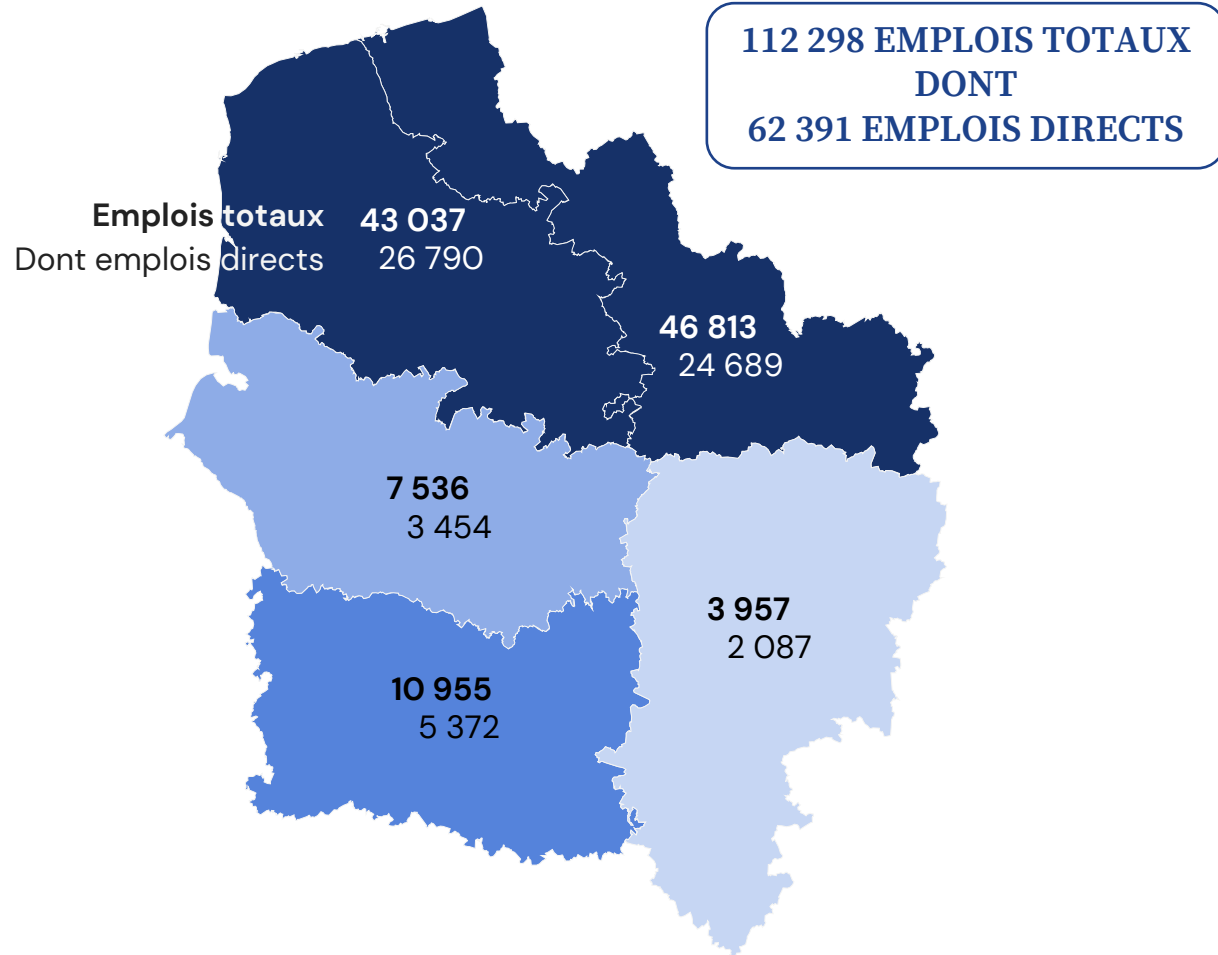 112 298 EMPLOIS TOTAUX
DONT
62 391 EMPLOIS DIRECTS
Emplois totaux 43 037
Dont emplois directs 26 790
46 813
24 689
7 536
3 454
3 957
2 087
10 955
5 372